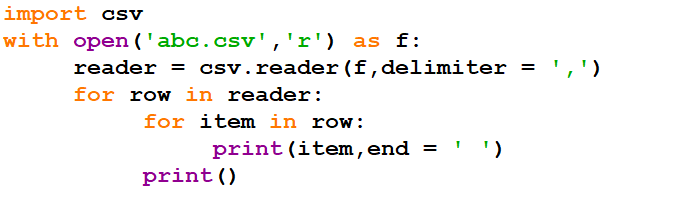 import csv
with open('abc.csv','r') as f:
     reader = csv.reader(f,delimiter = ',')
     for row in reader:
          for item in row:
               print(item,end = ' ')
          print()